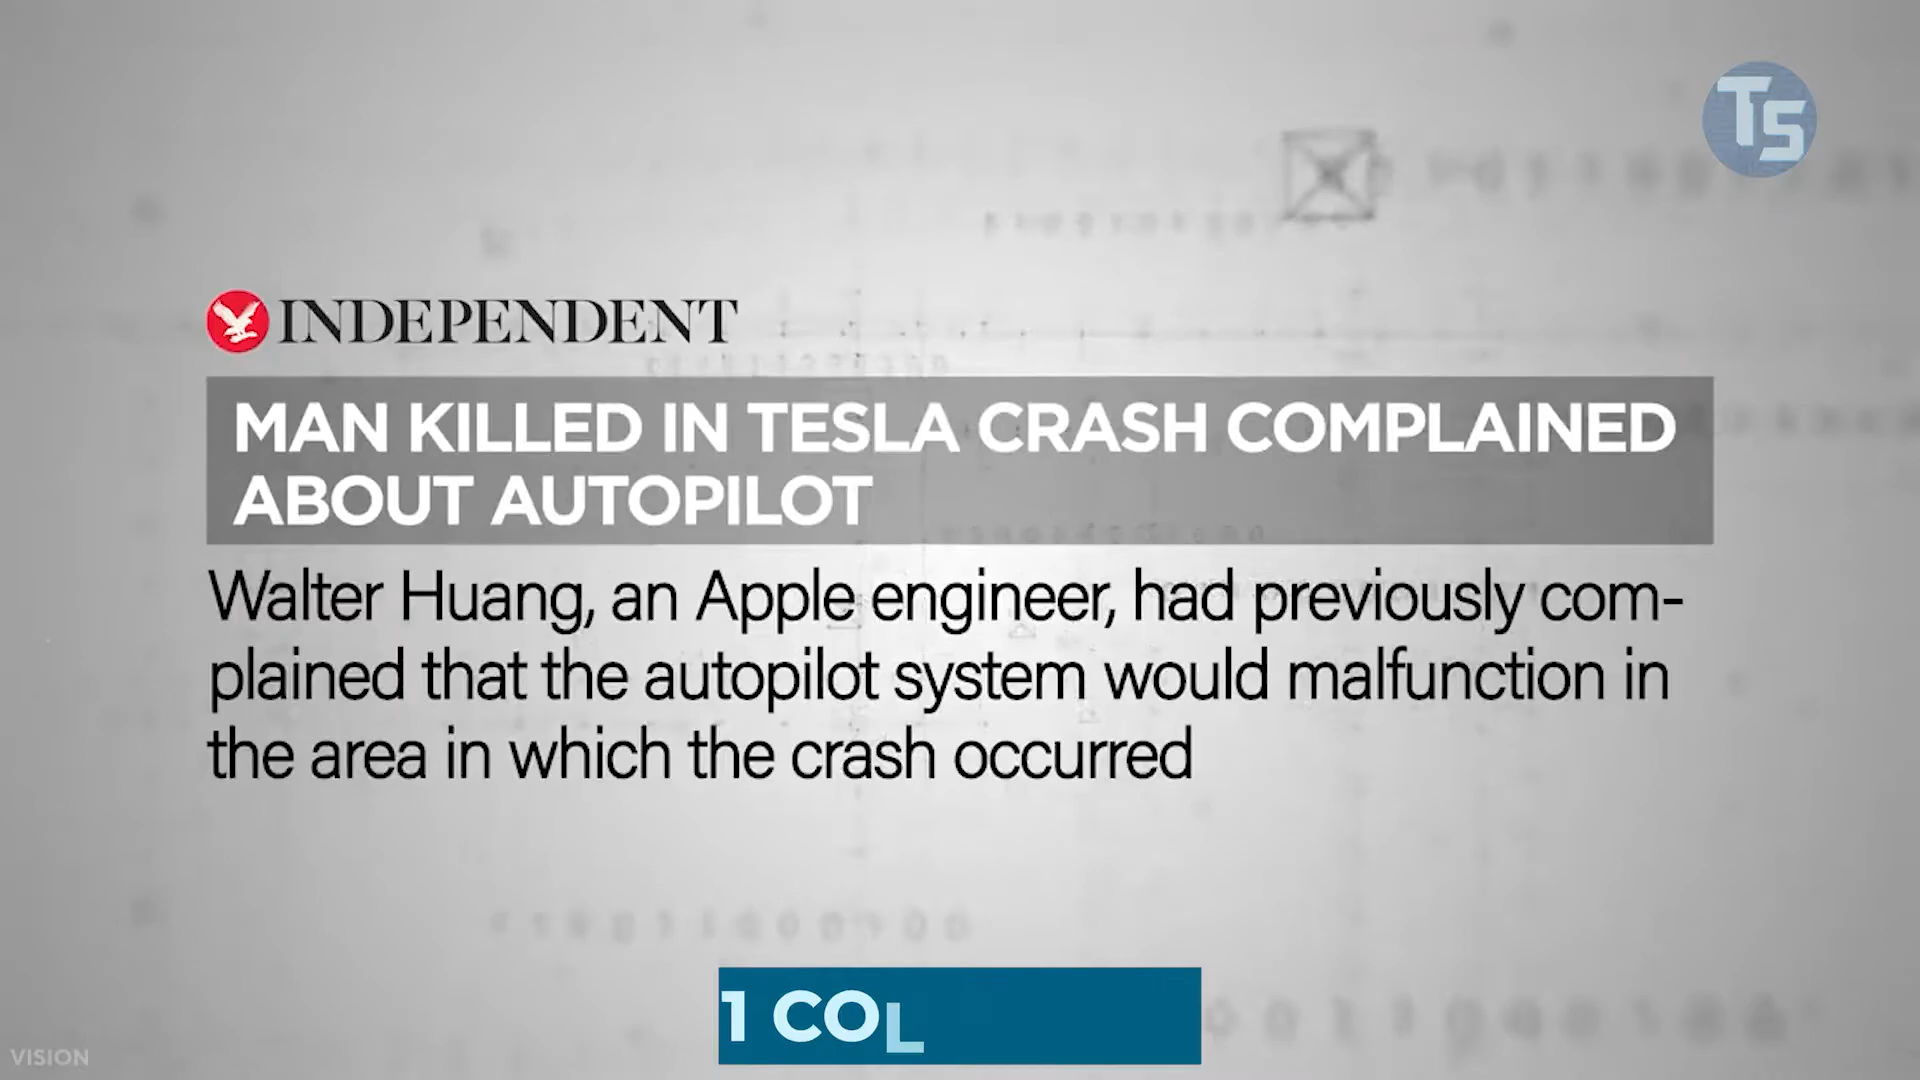 TS
INDEPENDENT
MAN KILLED IN TESLA CRASH COMPLAINED
ABOUT AUTOPILOT
Walter Huang, an Apple engineer, had previously com-
plained that the autopilot system would malfunction in
the area in which the crash occurred
1 COL
VISION